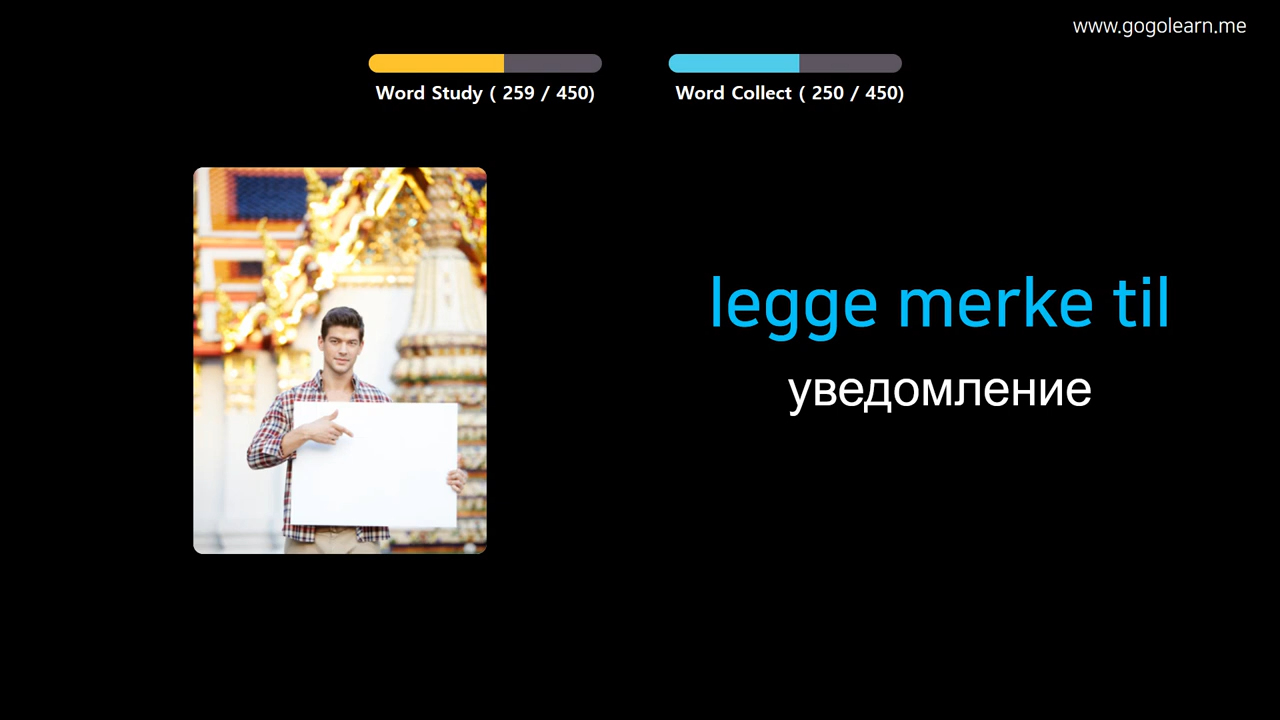 www.gogolearn.me
Word Study ( 259 / 450)
Word Collect ( 250 / 450)
legge merke til
уведомление